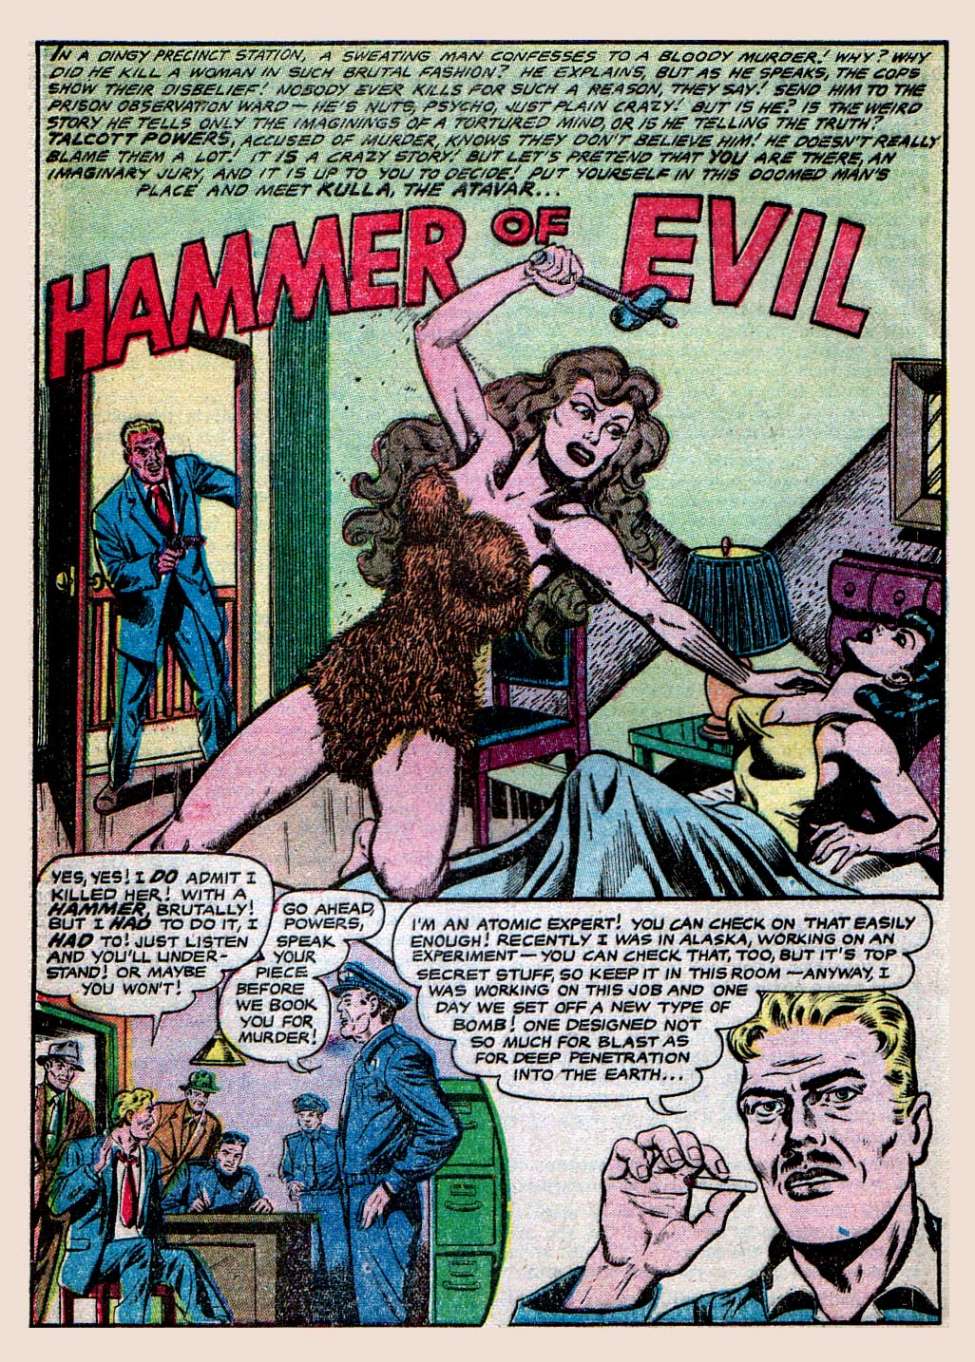 IN A DINGY PRECINCT STATION, A SWEATING MAN CONFESSES TO A BLOODY MURDER! WHY? WHY
DID HE KILL A WOMAN IN SUCH BRUTAL FASHION? HE EXPLAINS, BUT AS HE SPEAKS, THE COPS
SHOW THEIR DISBELIEF! NOBODY EVER KILLS FOR SUCH A REASON, THEY SAY! SEND HIM TO THE
PRISON OBSERVATION WARD — HE'S NUTS, PSYCHO, JUST PLAIN CRAZY! BUT IS HE? IS THE WEIRD
STORY HE TELLS ONLY THE IMAGININGS OF A TORTURED MIND, OR IS HE TELLING THE TRUTH?
TALCOTT POWERS, ACCUSED OF MURDER, KNOWS THEY DON'T BELIEVE HIM! HE DOESN'T REALLY
BLAME THEM A LOT! IT IS A CRAZY STORY! BUT LET'S PRETEND THAT YOU ARE THERE, AN
IMAGINARY JURY, AND IT IS UP TO YOU TO DECIDE! PUT YOURSELF IN THIS DOOMED MAN'S
PLACE AND MEET KULLA, THE ATAVAR...
HAMMER OF EVIL
YES, YES! I DO ADMIT I
KILLED HER! WITH A
HAMMER, BRUTALLY!
BUT I HAD TO DO IT, I
HAD TO! JUST LISTEN
AND YOU'LL UNDER-
STAND! OR MAYBE
YOU WON'T!
GO AHEAD,
POWERS,
SPEAK
YOUR
PIECE
BEFORE
WE BOOK
YOU FOR
MURDER!
I'M AN ATOMIC EXPERT! YOU CAN CHECK ON THAT EASILY
ENOUGH! RECENTLY I WAS IN ALASKA, WORKING ON AN
EXPERIMENT — YOU CAN CHECK THAT, TOO, BUT IT'S TOP
SECRET STUFF, SO KEEP IT IN THIS ROOM — ANYWAY, I
WAS WORKING ON THIS JOB AND ONE
DAY WE SET OFF A NEW TYPE OF
BOMB! ONE DESIGNED NOT
SO MUCH FOR BLAST AS
FOR DEEP PENETRATION
INTO THE EARTH...